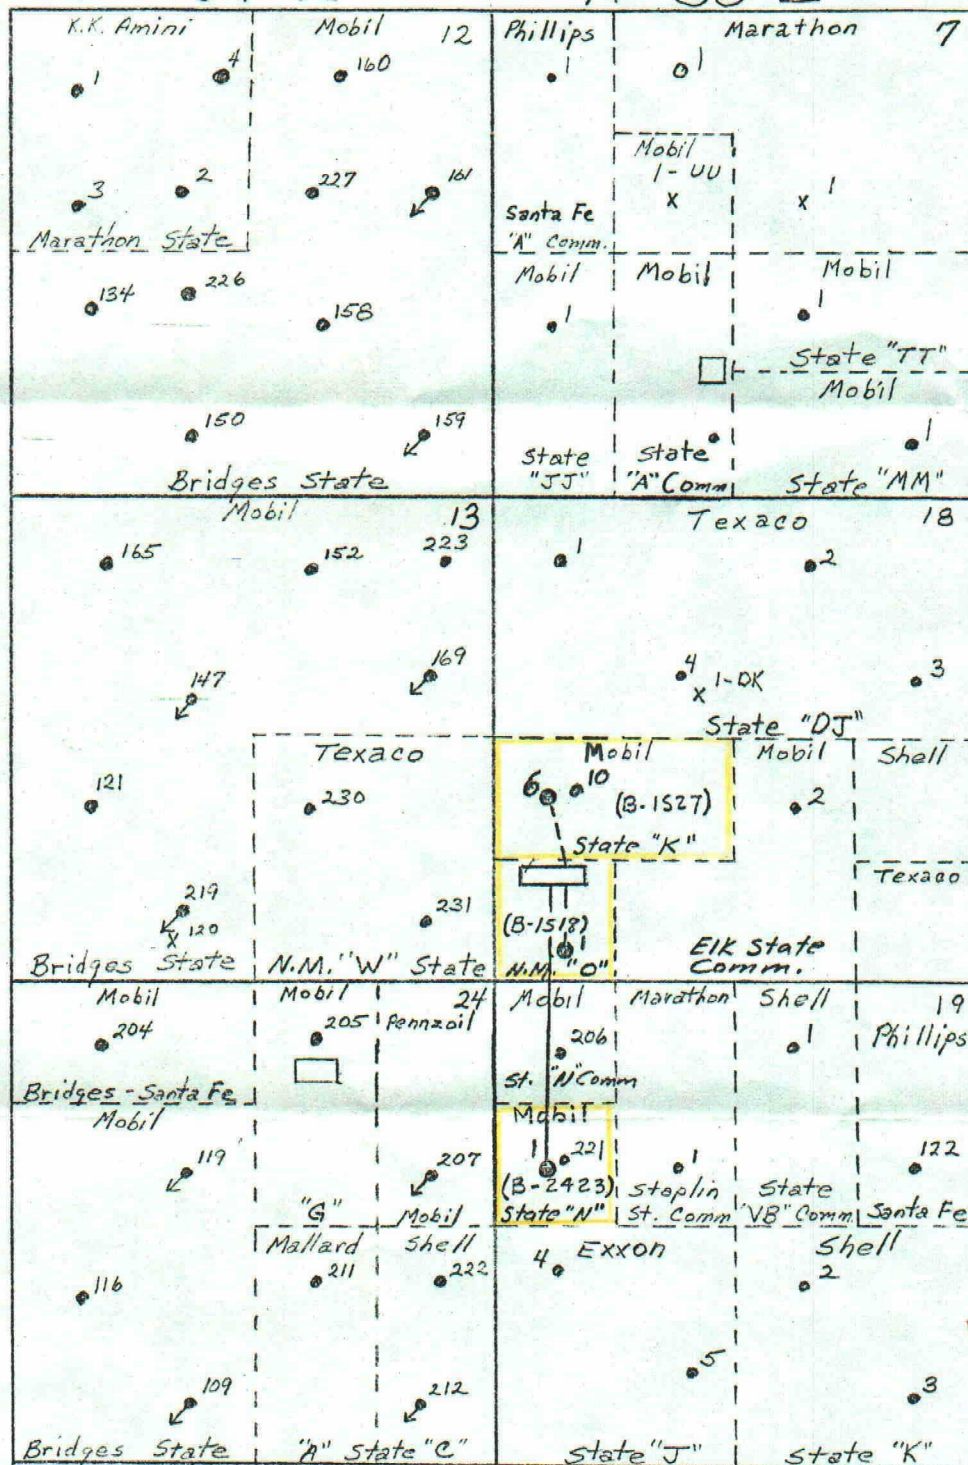 K.K. Amini
Mobil 12
1
4
160
3
2
227
161
Marathon State
134
226
158
150
159
Bridges State
Phillips
Marathon 7
1
1
Mobil
1-UU
1
Santa Fe
"A" Comm.
Mobil
Mobil
Mobil
1
1
State "TT"
Mobil
1
State
"JJ"
State
"A" Comm
State "MM"
Mobil 13
165
152
223
147
169
Texaco
121
230
219
120
231
Bridges State
N.M. "W" State
Texaco 18
1
2
4
1-DK
3
State "DJ"
Mobil
6
10
(B-1527)
State "K"
Mobil
2
Shell
Texaco
(B-1518)
1
N.M. "O"
Elk State
Comm.
Mobil
204
Bridges-Santa Fe
Mobil
24
205
Pennzoil
Mobil
119
207
"G"
Mobil
Mallard
Shell
116
211
222
109
212
Bridges State
"A" State "C"
Mobil
Marathon
Shell
19
206
1
Phillips
St. "N" Comm
Mobil
1
221
1
122
(B-2423)
State "N"
Staplin
St. Comm
State
"VB" Comm
Santa Fe
Exxon
Shell
4
2
5
3
State "J"
State "K"